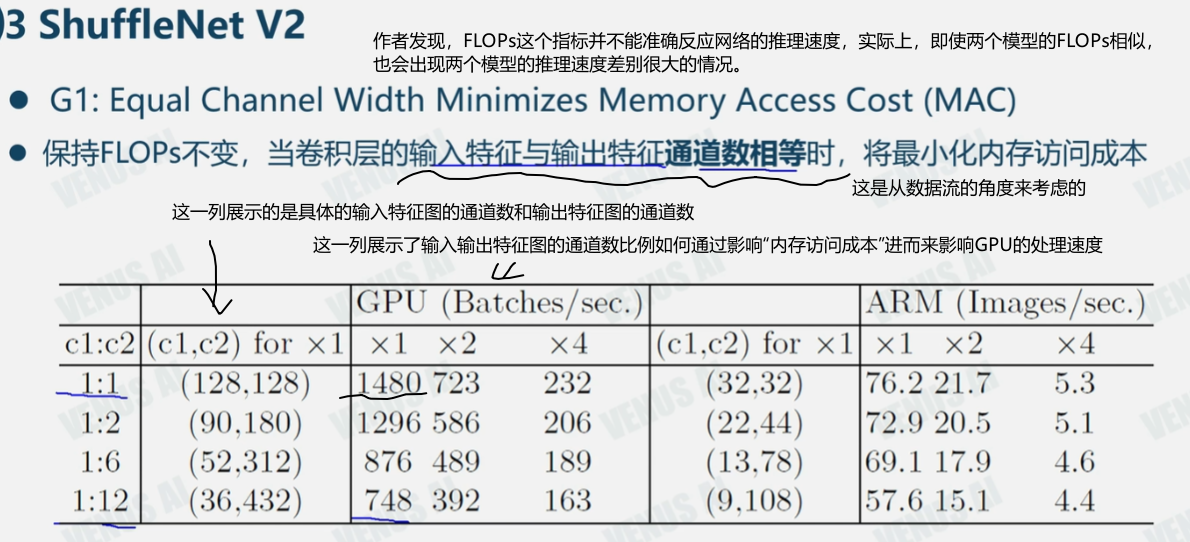 3 ShuffleNet V2
作者发现，FLOPs这个指标并不能准确反应网络的推理速度，实际上，即使两个模型的FLOPs相似，
也会出现两个模型的推理速度差别很大的情况。
● G1: Equal Channel Width Minimizes Memory Access Cost (MAC)
● 保持FLOPs不变，当卷积层的输入特征与输出特征通道数相等时，将最小化内存访问成本
这是从数据流的角度来考虑的
这一列展示的是具体的输入特征图的通道数和输出特征图的通道数
这一列展示了输入输出特征图的通道数比例如何通过影响“内存访问成本”进而来影响GPU的处理速度
GPU (Batches/sec.) ARM (Images/sec.)
c1:c2 (c1,c2) for ×1 ×1 ×2 ×4 (c1,c2) for ×1 ×1 ×2 ×4
1:1 (128,128) 1480 723 232 (32,32) 76.2 21.7 5.3
1:2 (90,180) 1296 586 206 (22,44) 72.9 20.5 5.1
1:6 (52,312) 876 489 189 (13,78) 69.1 17.9 4.6
1:12 (36,432) 748 392 163 (9,108) 57.6 15.1 4.4
VENUS AI